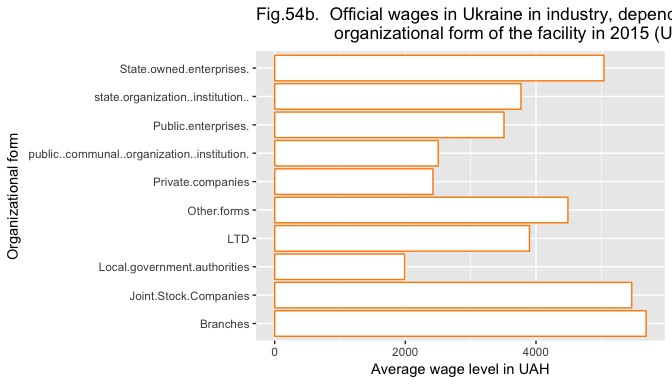 Fig.54b.  Official wages in Ukraine in industry, depend
organizational form of the facility in 2015 (U
State.owned.enterprises.
state.organization..institution..
Public.enterprises.
public..communal..organization..institution.
Private.companies
Other.forms
LTD
Local.government.authorities
Joint.Stock.Companies
Branches
Organizational form
0 2000 4000
Average wage level in UAH